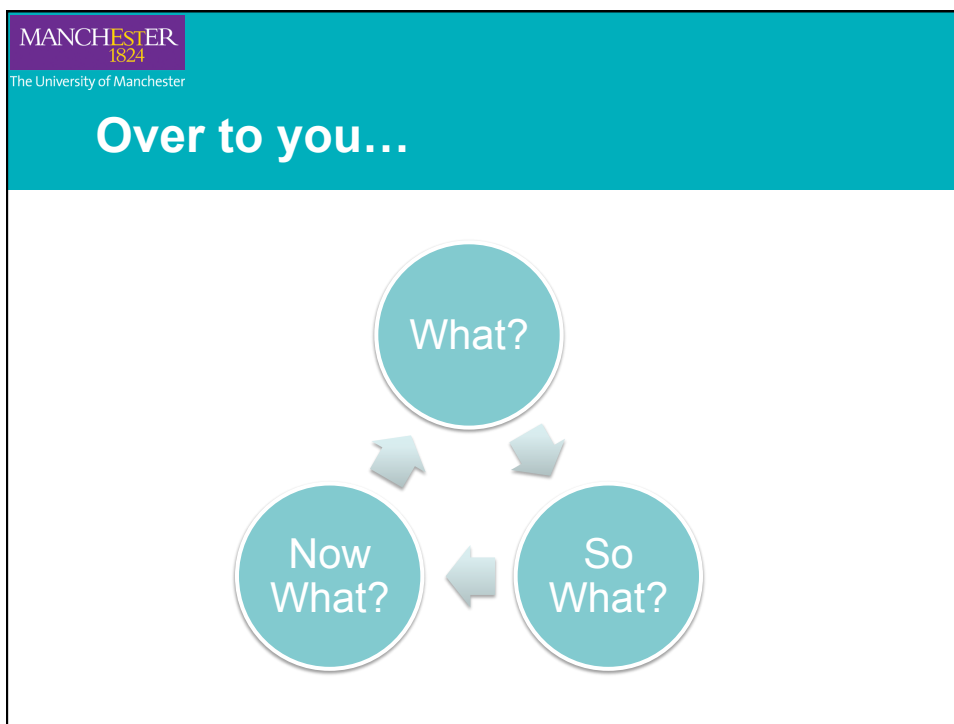 MANCHESTER
1824
The University of Manchester
Over to you…
What?
So
What?
Now
What?